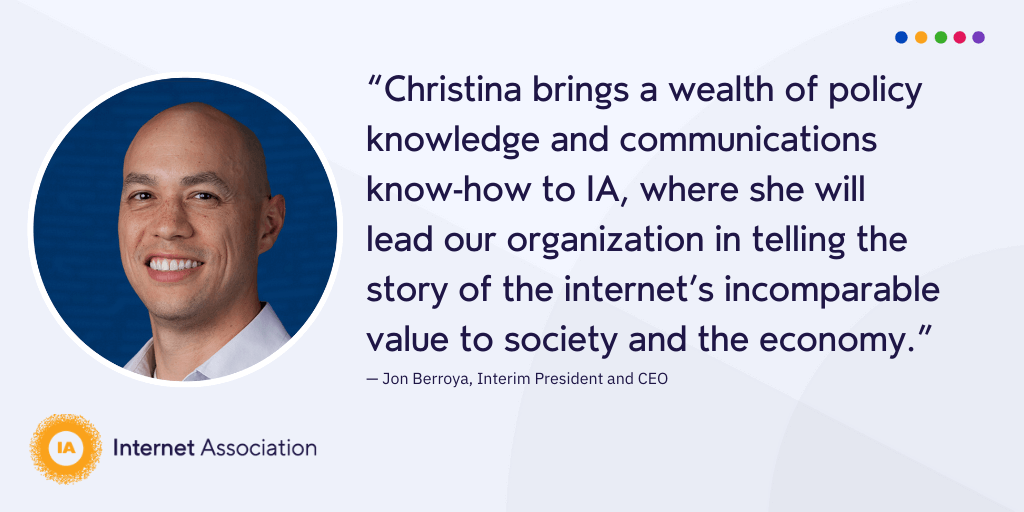 “Christina brings a wealth of policy
knowledge and communications
know-how to IA, where she will
lead our organization in telling the
story of the internet’s incomparable
value to society and the economy.”
— Jon Berroya, Interim President and CEO
IA Internet Association